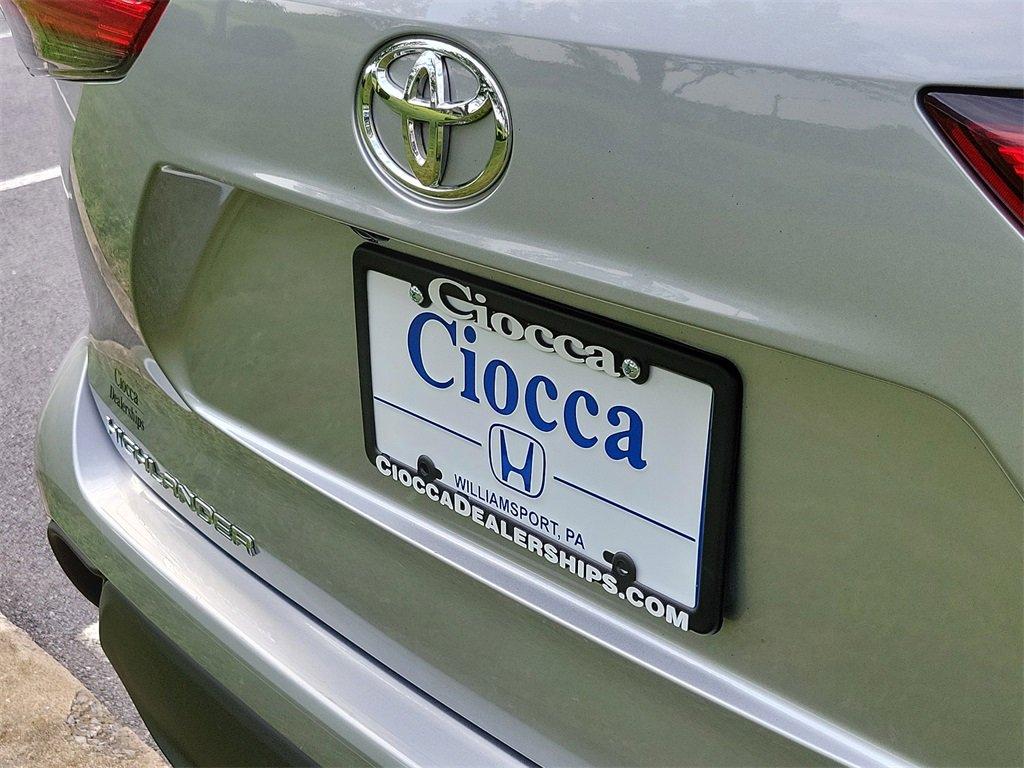 Ciocca
Ciocca
WILLIAMSPORT, PA
CIOCCADEALERSHIPS.COM
Ciocca
Dealerships
HIGHLANDER